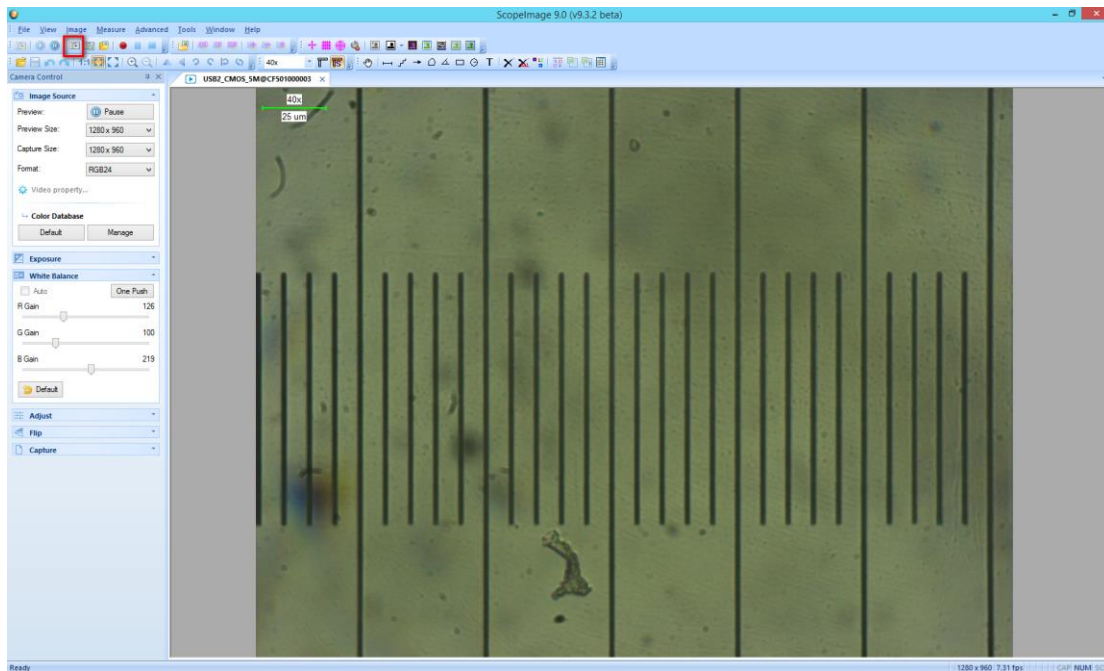 ScopeImage 9.0 (v9.3.2 beta)
File View Image Measure Advanced Tools Window Help
1:1 40x T
Camera Control
USB2_CMOS_5M@CF501000003
Image Source
Preview: Pause
Preview Size: 1280 x 960
Capture Size: 1280 x 960
Format: RGB24
Video property...
Color Database
Default Manage
Exposure
White Balance
Auto One Push
R Gain 126
G Gain 100
B Gain 219
Default
Adjust
Flip
Capture
40x
25 um
Ready 1280 x 960 7.31 fps CAP NUM